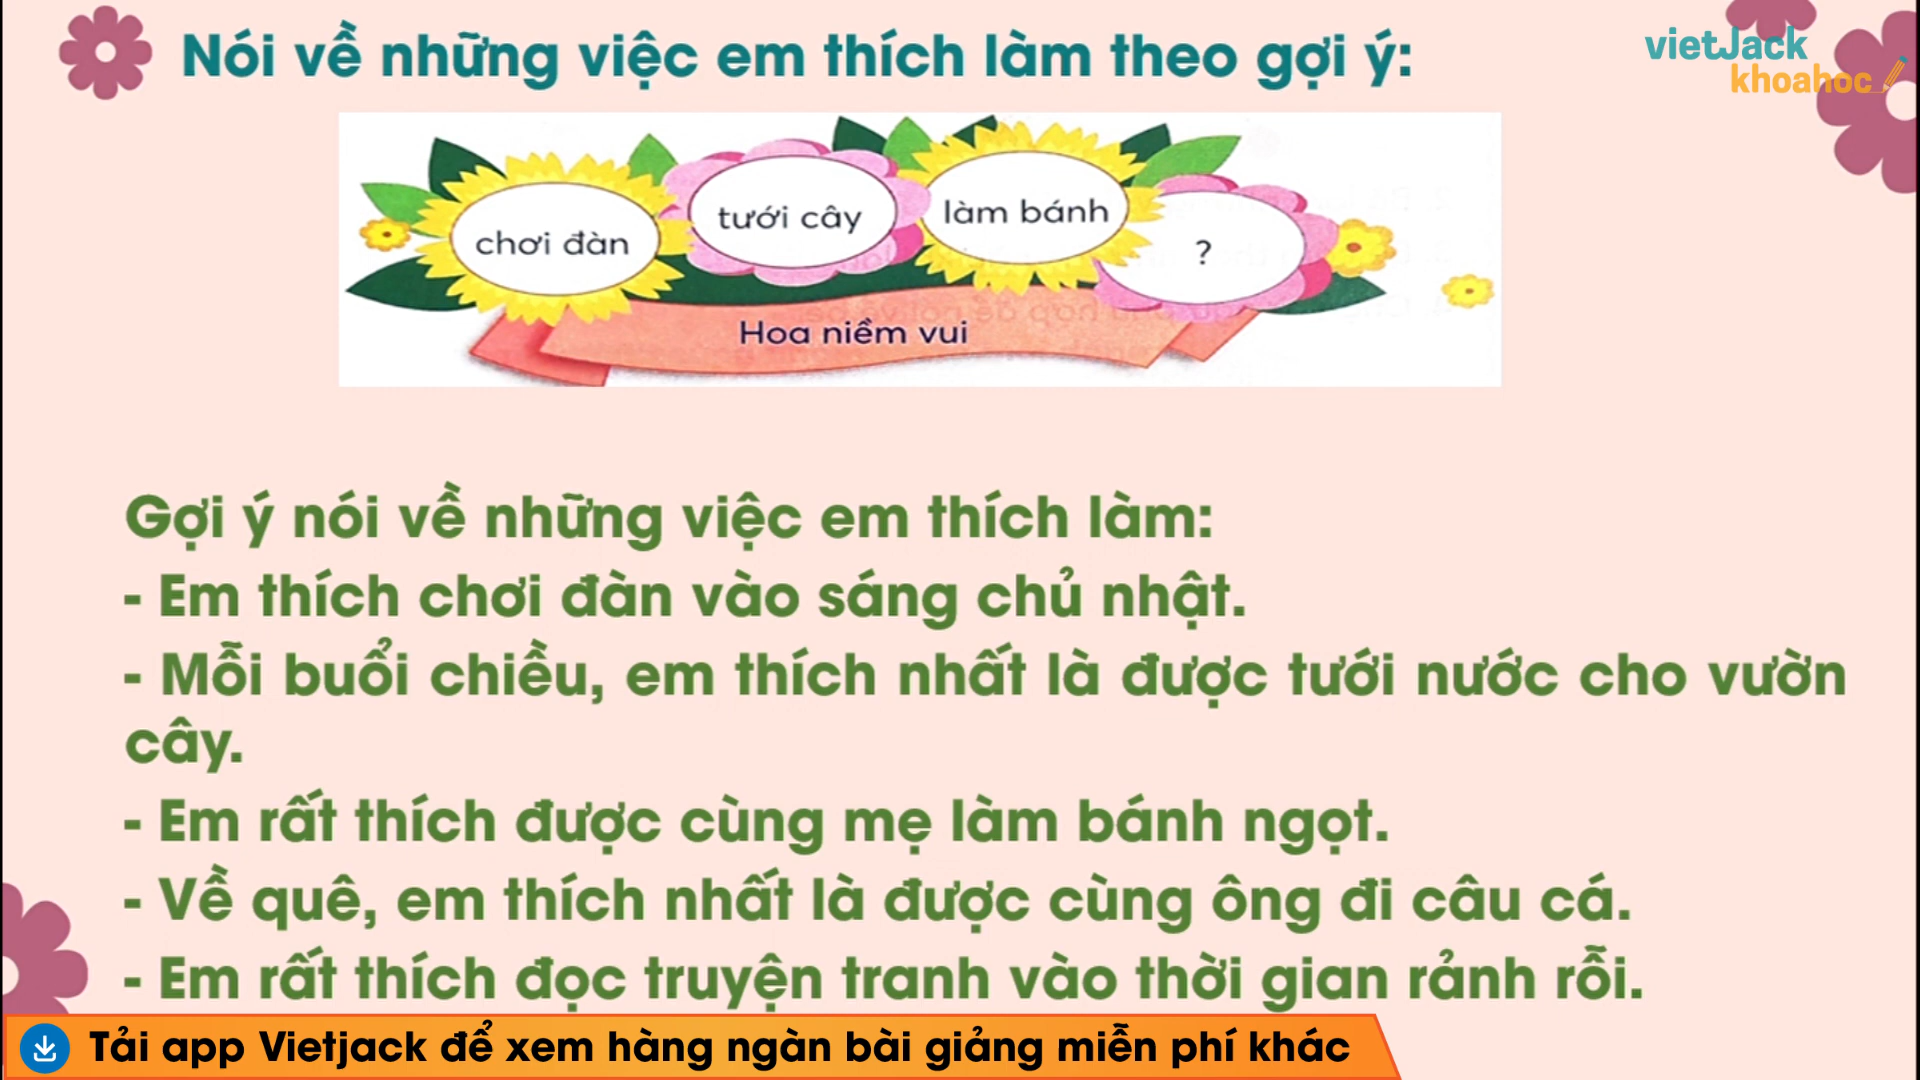 Nói về những việc em thích làm theo gợi ý:
vietJack
khoahoc
chơi đàn
tưới cây
làm bánh
?
Hoa niềm vui
Gợi ý nói về những việc em thích làm:
- Em thích chơi đàn vào sáng chủ nhật.
- Mỗi buổi chiều, em thích nhất là được tưới nước cho vườn
cây.
- Em rất thích được cùng mẹ làm bánh ngọt.
- Về quê, em thích nhất là được cùng ông đi câu cá.
- Em rất thích đọc truyện tranh vào thời gian rảnh rỗi.
Tải app Vietjack để xem hàng ngàn bài giảng miễn phí khác